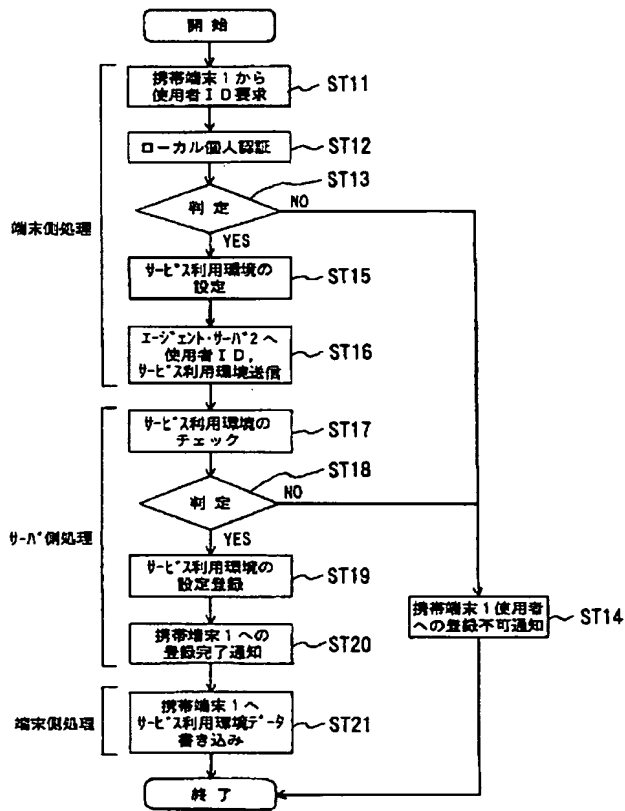 開始
携帯端末1から
使用者ID要求
ST11
ローカル個人認証
ST12
ST13
判定
NO
YES
端末側処理
サービス利用環境の
設定
ST15
エージェント・サーバ2へ
使用者ID,
サービス利用環境送信
ST16
サービス利用環境の
チェック
ST17
ST18
判定
NO
YES
サーバ側処理
サービス利用環境の
設定登録
ST19
携帯端末1使用者
への登録不可通知
ST14
携帯端末1への
登録完了通知
ST20
端末側処理
携帯端末1へ
サービス利用環境データ
書き込み
ST21
終了